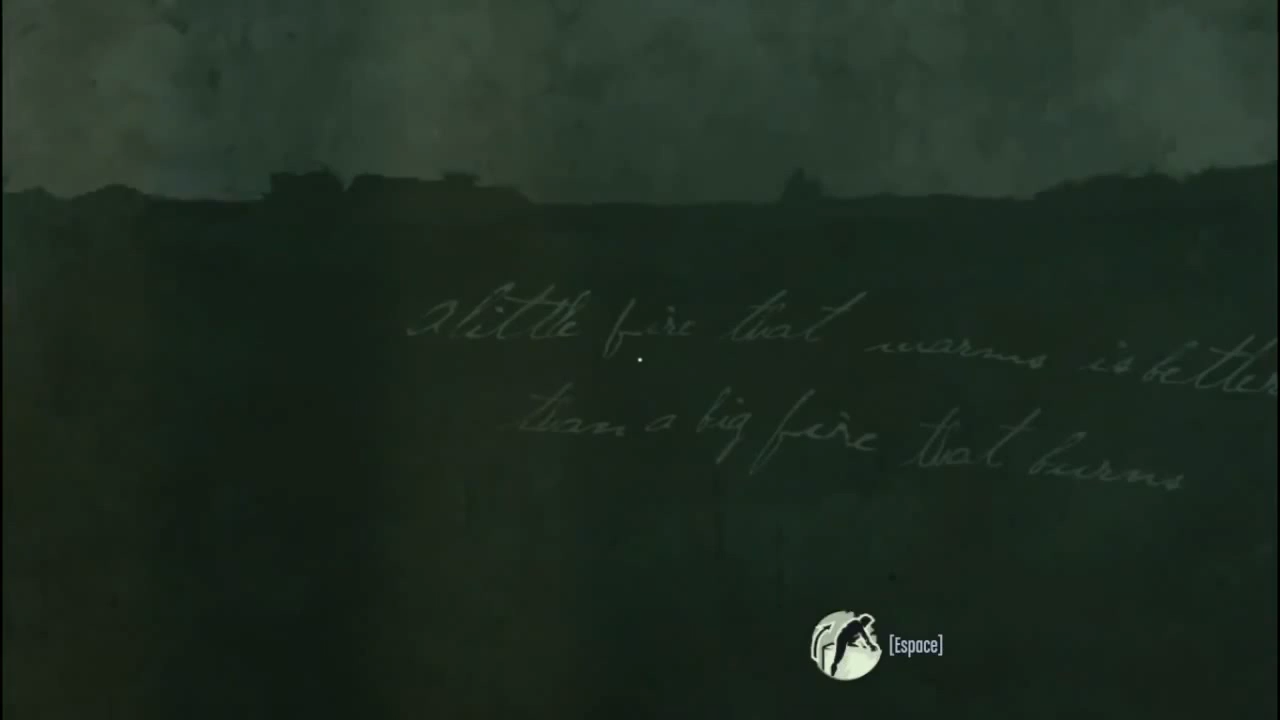 A little fire that warms is better
than a big fire that burns
[Espace]